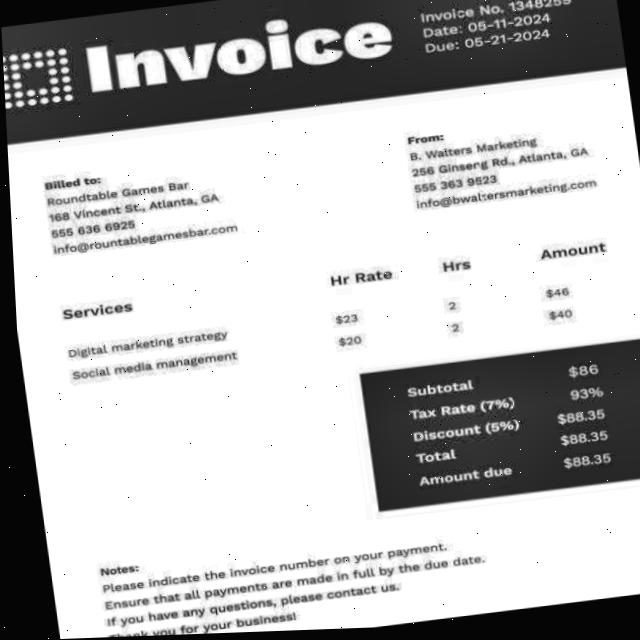 Invoice
Invoice No. 1348255
Date: 05-11-2024
Due: 05-21-2024
Billed to:
Roundtable Games Bar
168 Vincent St., Atlanta, GA
555 636 6925
info@rountablegamesbar.com
From:
B. Walters Marketing
256 Ginseng Rd., Atlanta, GA
555 363 9523
info@bwaltersmarketing.com
Services Hr Rate Hrs Amount
Digital marketing strategy $23 2 $46
Social media management $20 2 $40
Subtotal $86
Tax Rate (7%) 93%
Discount (5%) $88.35
Total $88.35
Amount due $88.35
Notes:
Please indicate the invoice number on your payment.
Ensure that all payments are made in full by the due date.
If you have any questions, please contact us.
Thank you for your business!